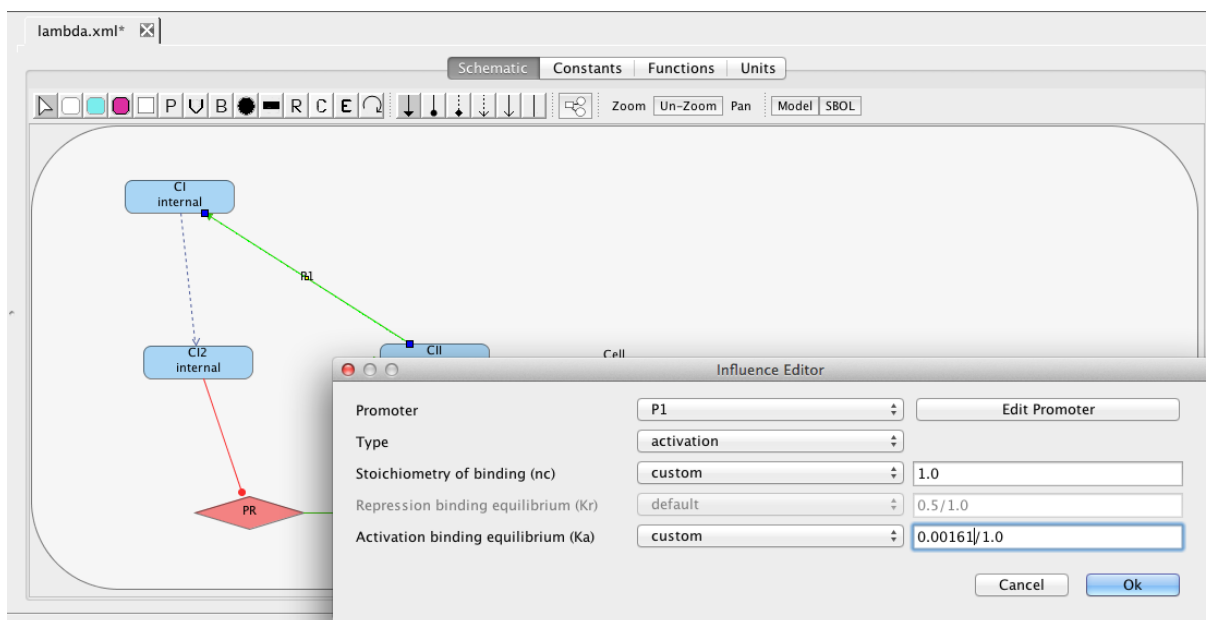 lambda.xml*
Schematic Constants Functions Units
P V B R C E Zoom Un-Zoom Pan Model SBOL
CI
internal
P1
CI2
internal
CII
Cell
PR
Influence Editor
Promoter P1 Edit Promoter
Type activation
Stoichiometry of binding (nc) custom 1.0
Repression binding equilibrium (Kr) default 0.5/1.0
Activation binding equilibrium (Ka) custom 0.00161/1.0
Cancel Ok